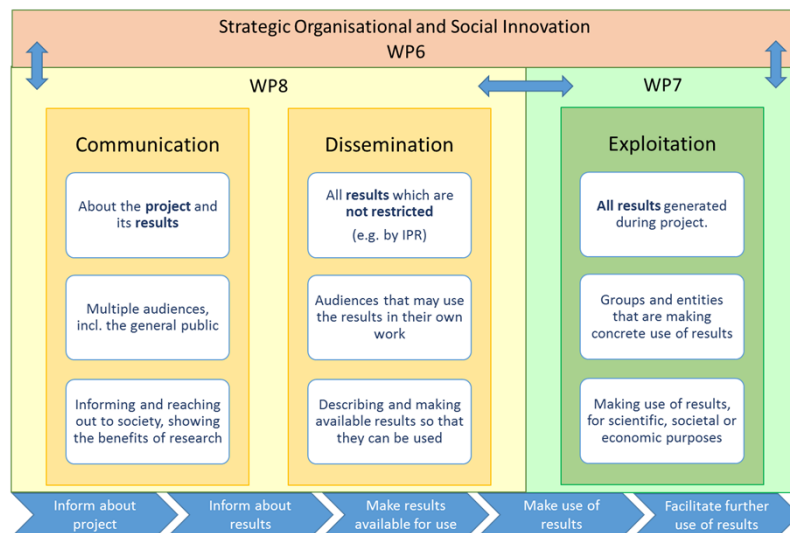 Strategic Organisational and Social Innovation
WP6
WP8
WP7
Communication
About the project and
its results
Multiple audiences,
incl. the general public
Informing and reaching
out to society, showing
the benefits of research
Dissemination
All results which are
not restricted
(e.g. by IPR)
Audiences that may use
the results in their own
work
Describing and making
available results so that
they can be used
Exploitation
All results generated
during project.
Groups and entities
that are making
concrete use of results
Making use of results,
for scientific, societal or
economic purposes
Inform about
project
Inform about
results
Make results
available for use
Make use of
results
Facilitate further
use of results